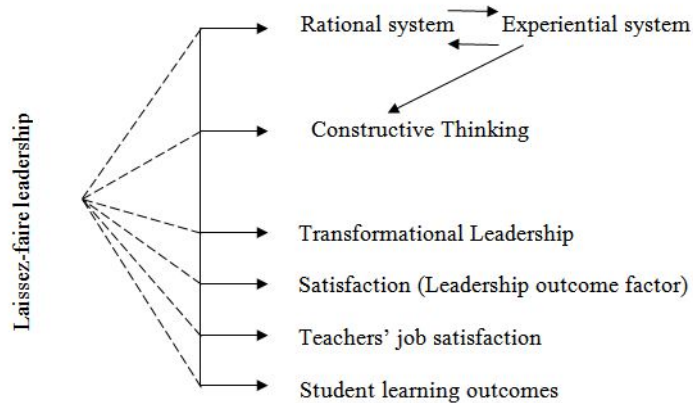 Rational system Experiential system
Constructive Thinking
Laissez-faire leadership
Transformational Leadership
Satisfaction (Leadership outcome factor)
Teachers’ job satisfaction
Student learning outcomes